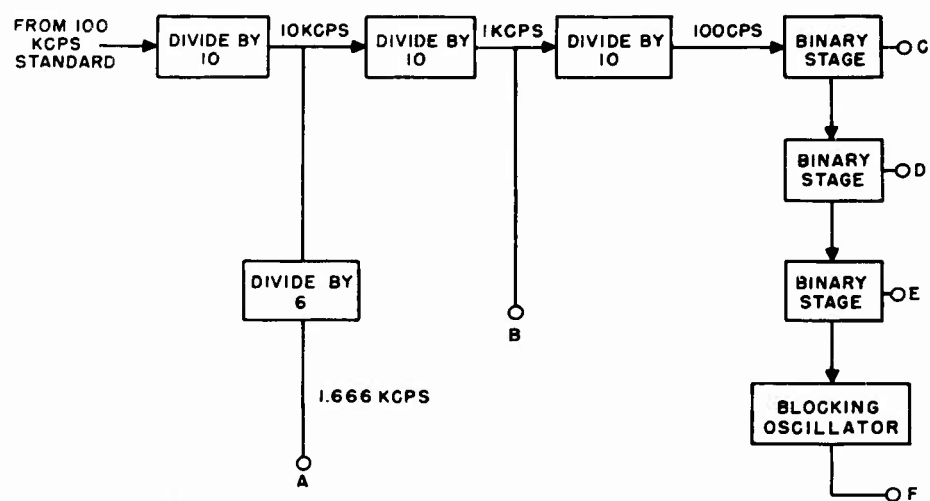 FROM 100
KCPS
STANDARD
DIVIDE BY
10
10KCPS
DIVIDE BY
10
1KCPS
DIVIDE BY
10
100CPS
BINARY
STAGE
C
BINARY
STAGE
D
DIVIDE BY
6
BINARY
STAGE
E
B
1.666 KCPS
BLOCKING
OSCILLATOR
A
F